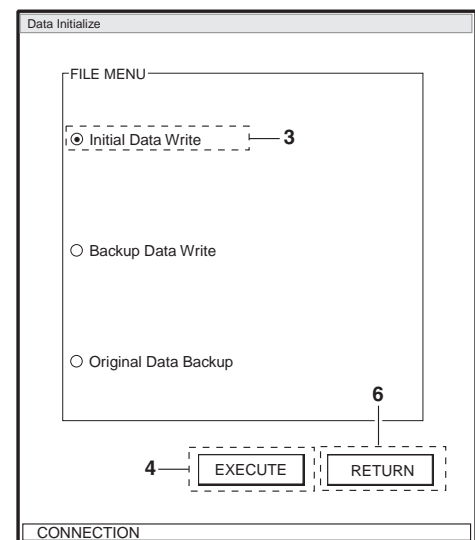 Data Initialize
FILE MENU
Initial Data Write 3
Backup Data Write
Original Data Backup
6
4 EXECUTE RETURN
CONNECTION